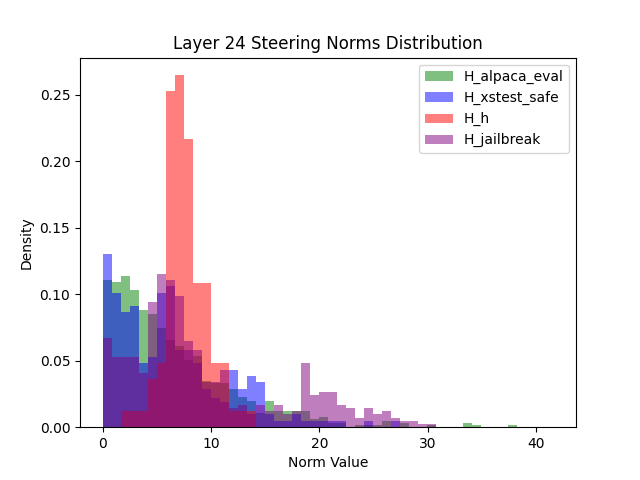 Layer 24 Steering Norms Distribution
H_alpaca_eval
H_xstest_safe
H_h
H_jailbreak
0.25
0.20
0.15
0.10
0.05
0.00
Density
0 10 20 30 40
Norm Value